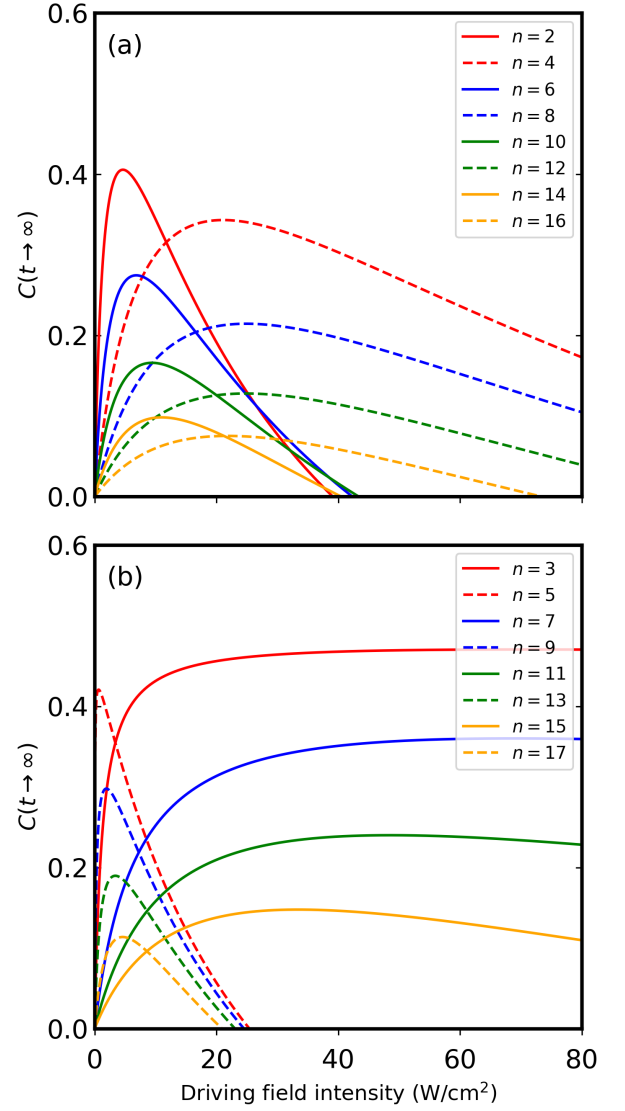 (a)
n = 2
n = 4
n = 6
n = 8
n = 10
n = 12
n = 14
n = 16
0.6
0.4
0.2
0.0
C(t → ∞)
(b)
n = 3
n = 5
n = 7
n = 9
n = 11
n = 13
n = 15
n = 17
0.6
0.4
0.2
0.0
C(t → ∞)
0 20 40 60 80
Driving field intensity (W/cm²)